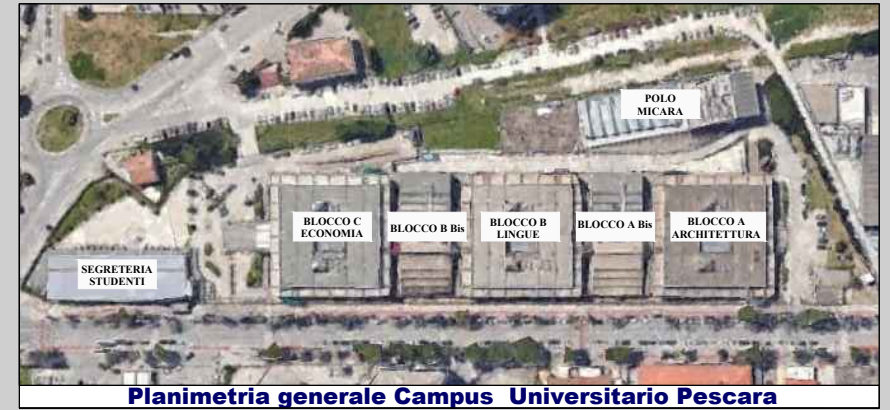 POLO
MICARA
BLOCCO C
ECONOMIA
BLOCCO B Bis
BLOCCO B
LINGUE
BLOCCO A Bis
BLOCCO A
ARCHITETTURA
SEGRETERIA
STUDENTI
Planimetria generale Campus Universitario Pescara